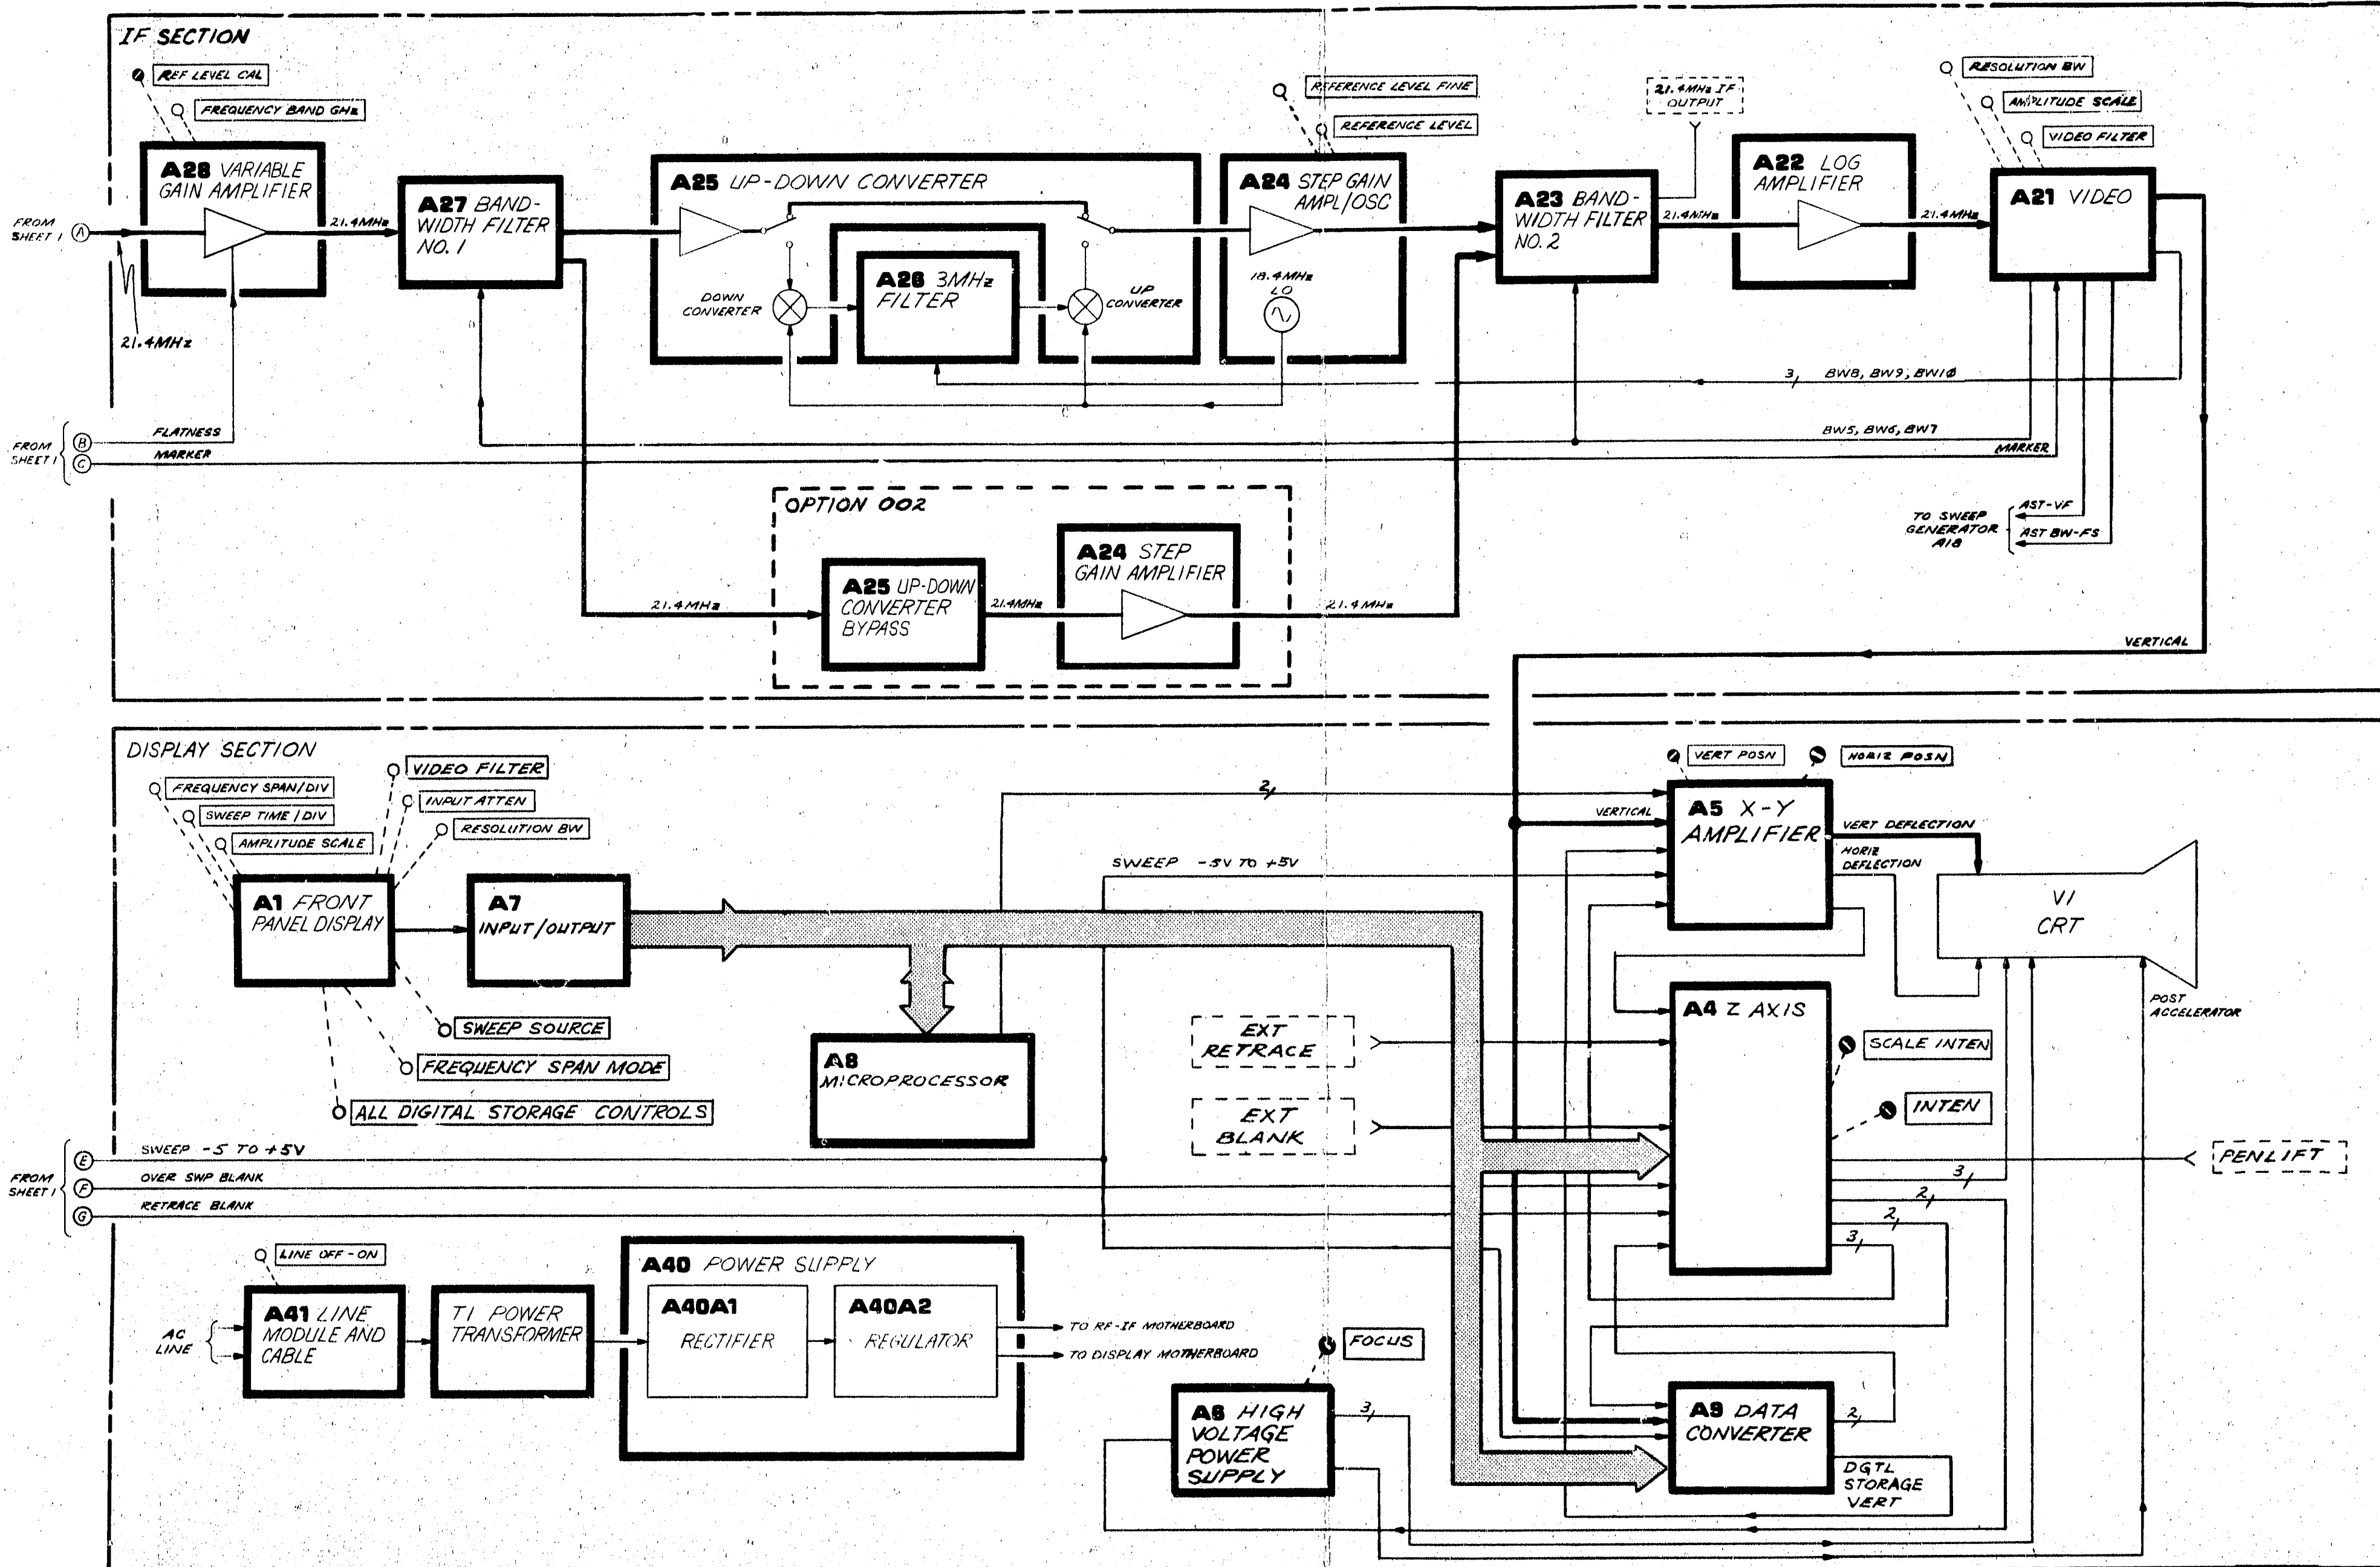 IF SECTION
REF LEVEL CAL
FREQUENCY BAND GHz
A28 VARIABLE
GAIN AMPLIFIER
FROM
SHEET 1
A
21.4MHz
21.4MHz
A27 BAND-
WIDTH FILTER
NO. 1
A25 UP-DOWN CONVERTER
DOWN
CONVERTER
A26 3MHz
FILTER
UP
CONVERTER
REFERENCE LEVEL FINE
REFERENCE LEVEL
A24 STEP GAIN
AMPL/OSC
18.4MHz
LO
A23 BAND-
WIDTH FILTER
NO. 2
21.4MHz IF
OUTPUT
21.4MHz
A22 LOG
AMPLIFIER
21.4MHz
RESOLUTION BW
AMPLITUDE SCALE
VIDEO FILTER
A21 VIDEO
3
BW8, BW9, BW10
FROM
SHEET 1
B
FLATNESS
C
MARKER
BW5, BW6, BW7
MARKER
TO SWEEP
GENERATOR
A18
AST-VF
AST BW-FS
OPTION 002
21.4MHz
A25 UP-DOWN
CONVERTER
BYPASS
21.4MHz
A24 STEP
GAIN AMPLIFIER
21.4MHz
VERTICAL
DISPLAY SECTION
FREQUENCY SPAN/DIV
SWEEP TIME/DIV
AMPLITUDE SCALE
VIDEO FILTER
INPUT ATTEN
RESOLUTION BW
A1 FRONT
PANEL DISPLAY
A7
INPUT/OUTPUT
SWEEP SOURCE
FREQUENCY SPAN MODE
ALL DIGITAL STORAGE CONTROLS
A8
MICROPROCESSOR
2
SWEEP -5V TO +5V
VERT POSN
HORIZ POSN
VERTICAL
A5 X-Y
AMPLIFIER
VERT DEFLECTION
HORIZ
DEFLECTION
V1
CRT
POST
ACCELERATOR
EXT
RETRACE
EXT
BLANK
A4 Z AXIS
SCALE INTEN
INTEN
PENLIFT
3
2
2
3
FROM
SHEET 1
E
SWEEP -5 TO +5V
F
OVER SWP BLANK
G
RETRACE BLANK
LINE OFF-ON
AC
LINE
A41 LINE
MODULE AND
CABLE
T1 POWER
TRANSFORMER
A40 POWER SUPPLY
A40A1
RECTIFIER
A40A2
REGULATOR
TO RF-IF MOTHERBOARD
TO DISPLAY MOTHERBOARD
FOCUS
A6 HIGH
VOLTAGE
POWER
SUPPLY
3
A9 DATA
CONVERTER
2
DGTL
STORAGE
VERT